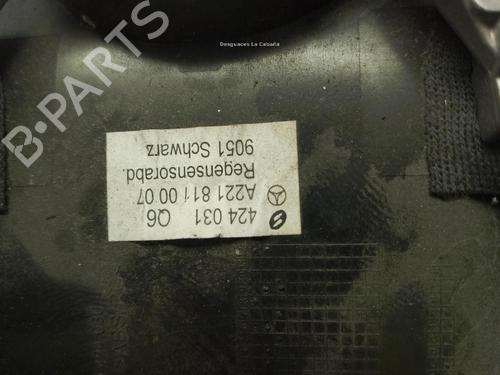 Desguaces La Cabaña
B-PARTS
424 031 Q6
A221 811 00 07
Regensensorabd.
9051 Schwarz